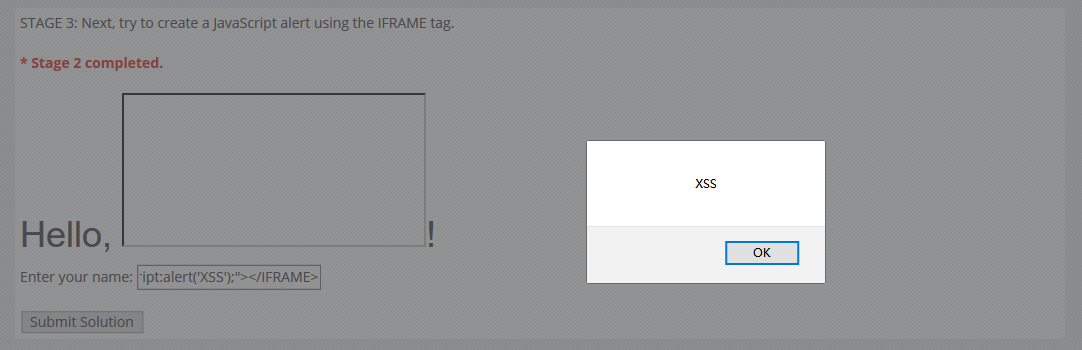 STAGE 3: Next, try to create a JavaScript alert using the IFRAME tag.
* Stage 2 completed.
Hello, !
XSS
OK
Enter your name: ript:alert('XSS');"></IFRAME>
Submit Solution